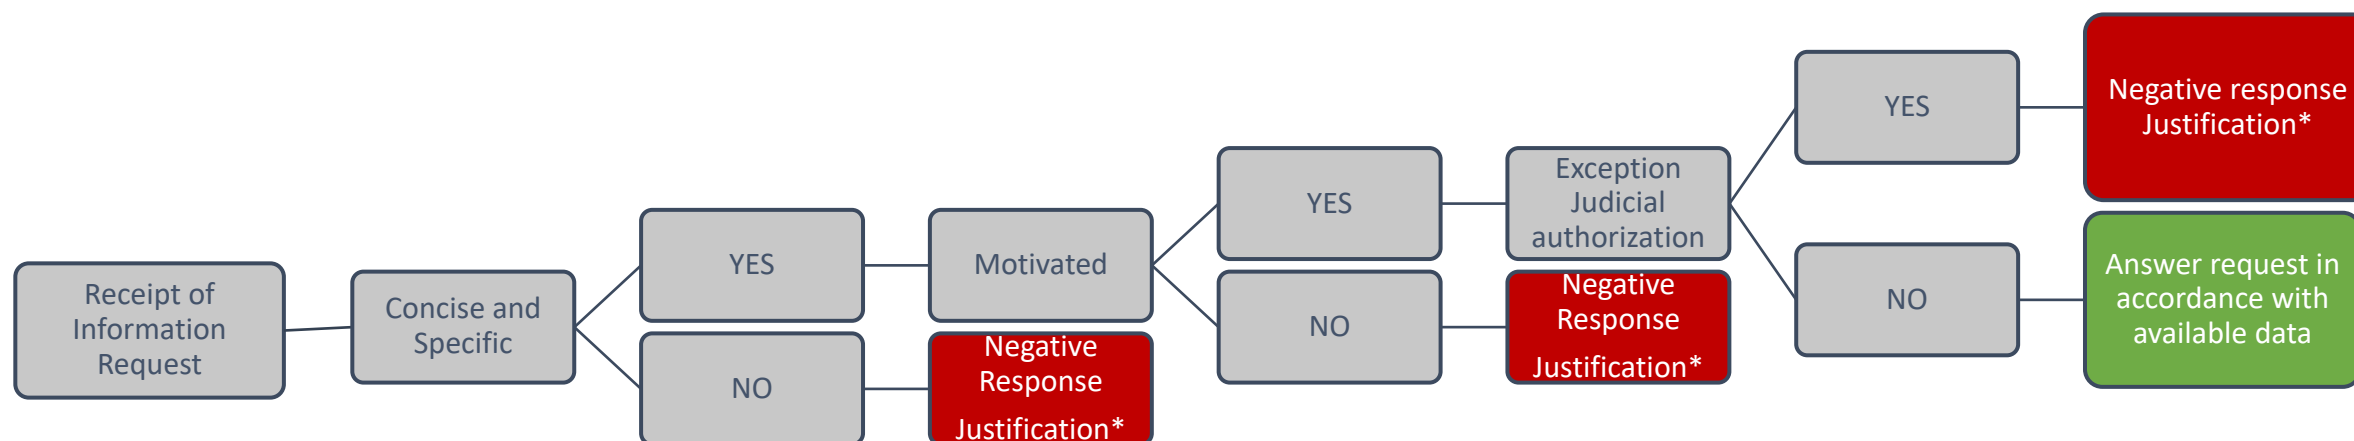 Receipt of
Information
Request
Concise and
Specific
YES
NO
Motivated
Negative
Response
Justification*
YES
NO
Exception
Judicial
authorization
Negative
Response
Justification*
YES
NO
Negative response
Justification*
Answer request in
accordance with
available data